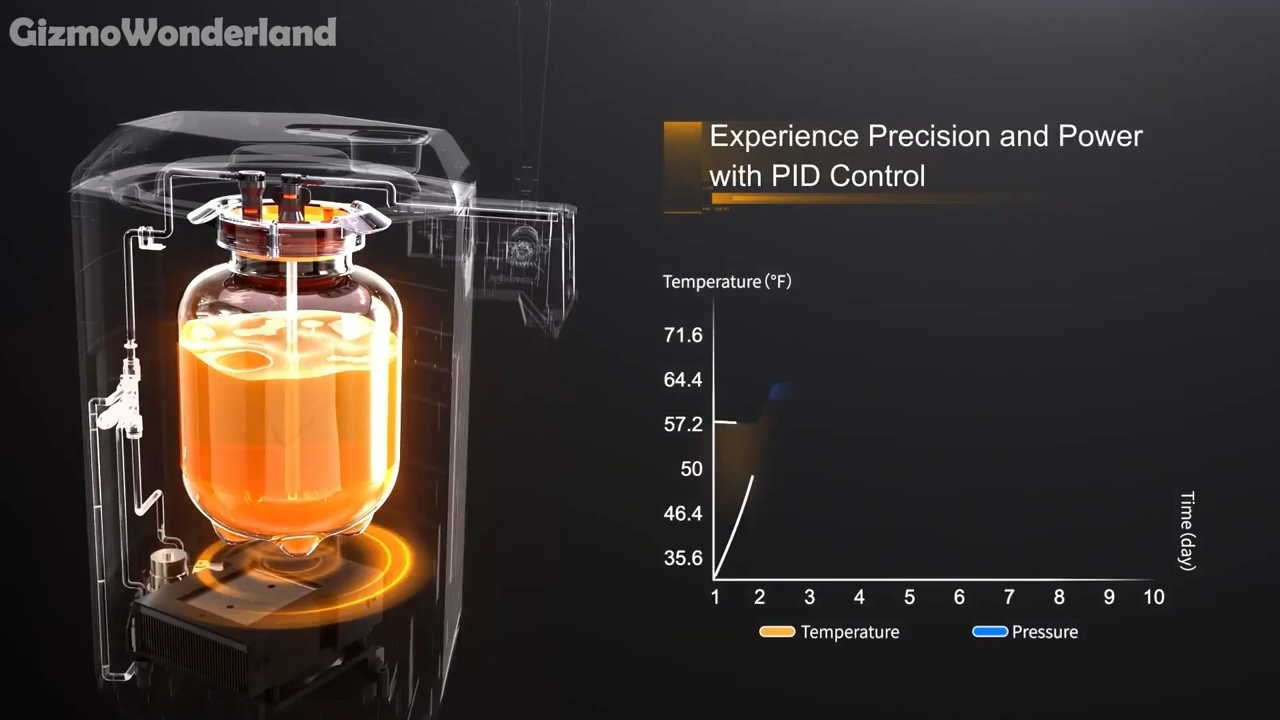 GizmoWonderland
Experience Precision and Power
with PID Control
Temperature (°F)
71.6
64.4
57.2
50
46.4
35.6
1 2 3 4 5 6 7 8 9 10
Time (day)
Temperature
Pressure